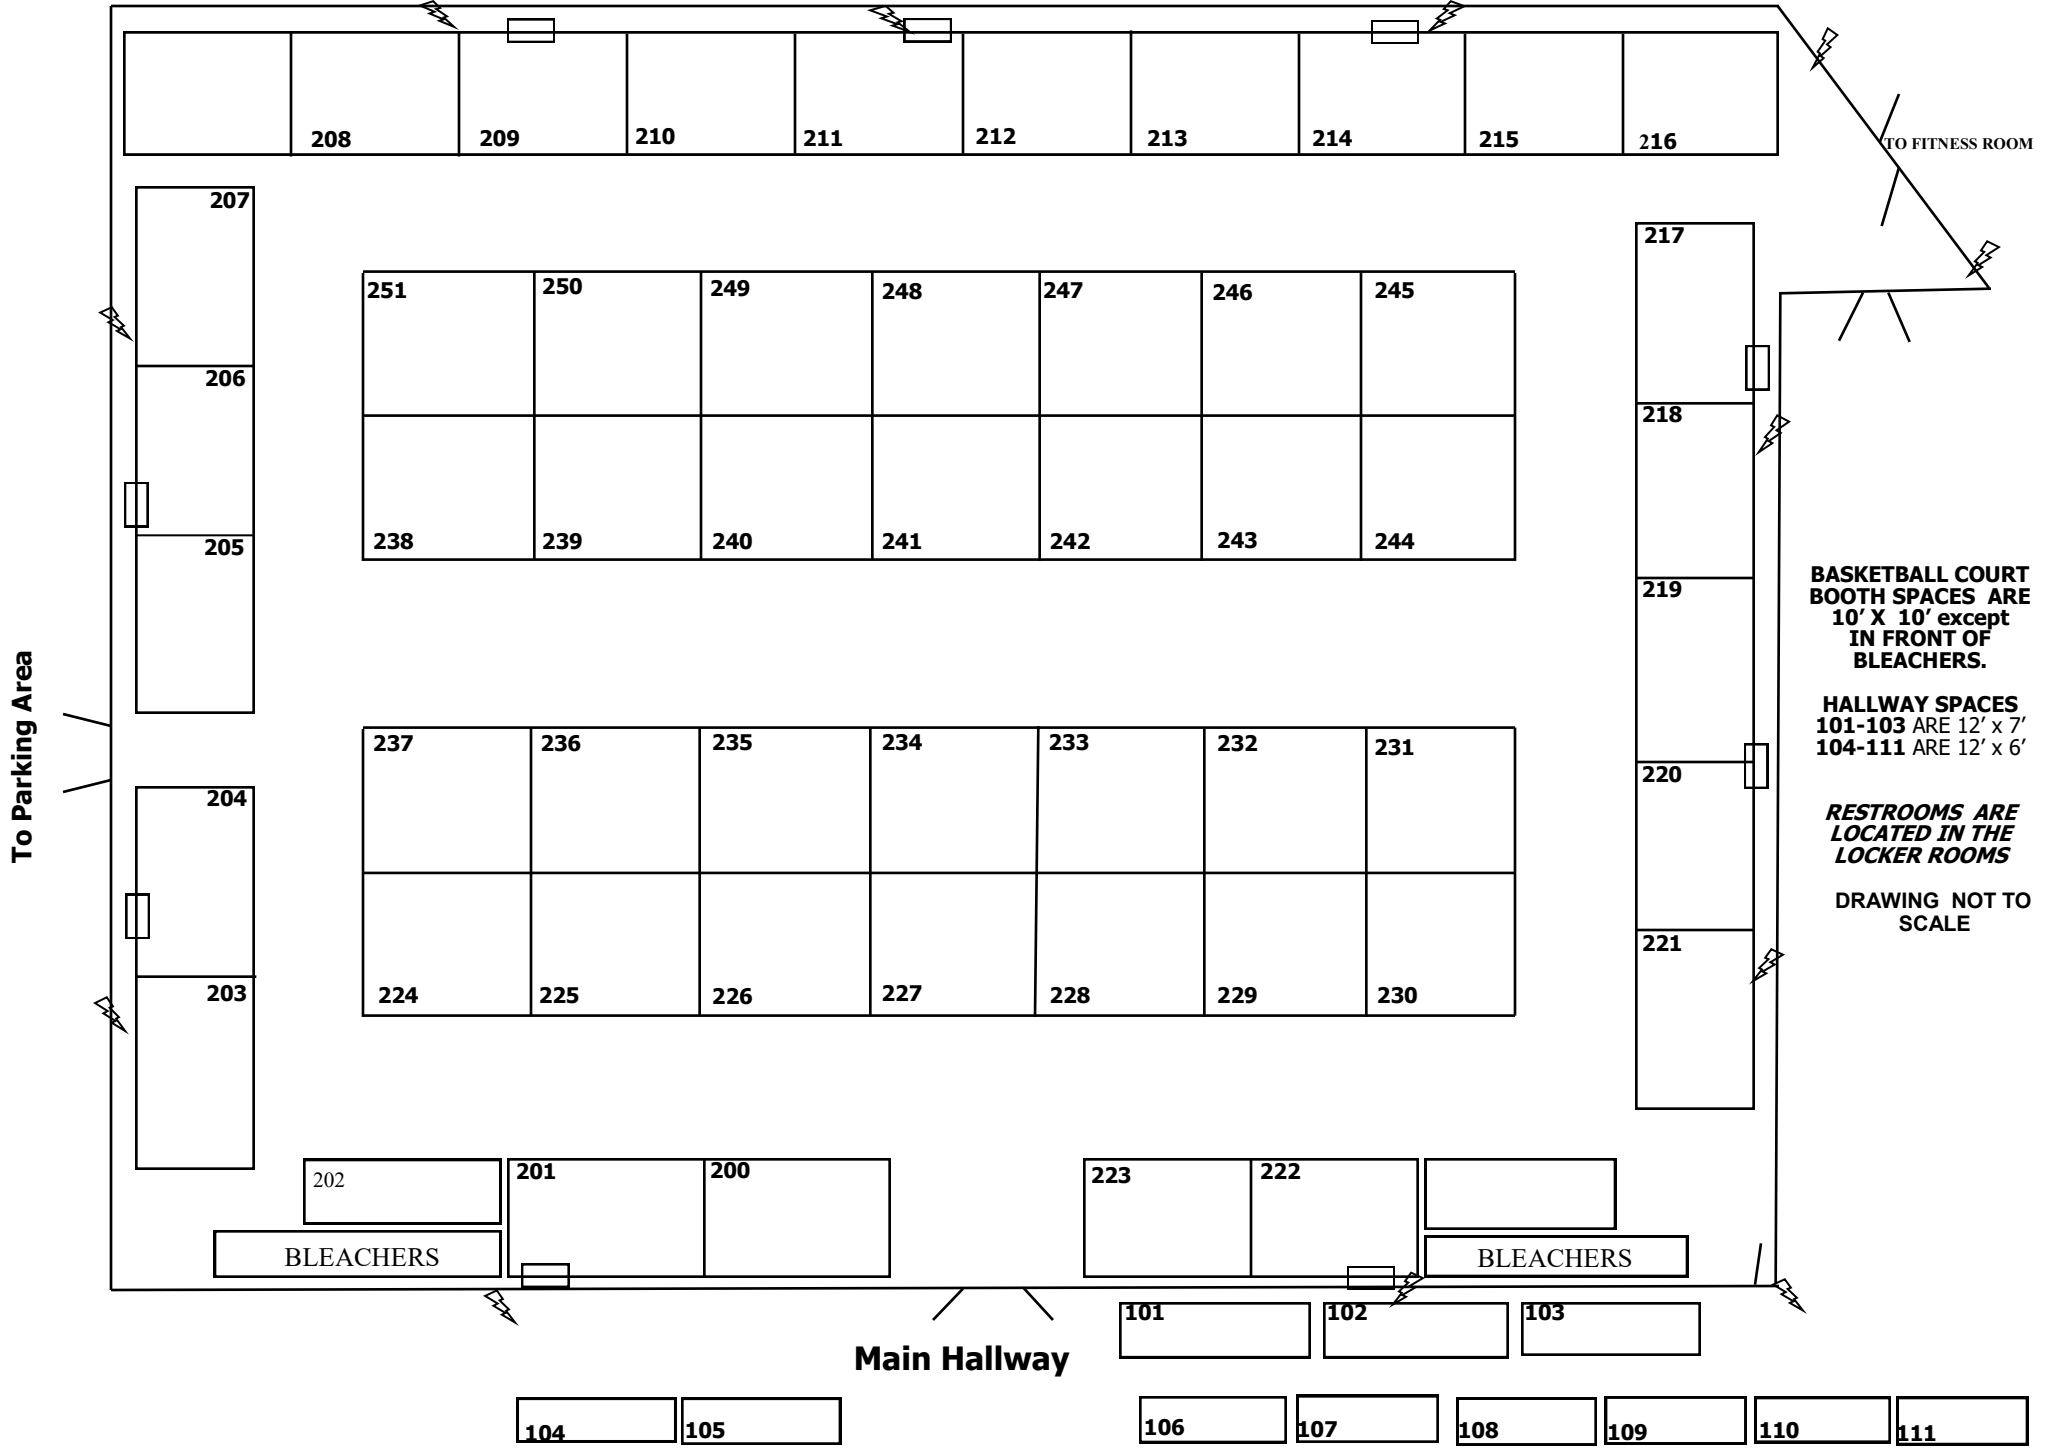 208 209 210 211 212 213 214 215 216
TO FITNESS ROOM
207
217
251 250 249 248 247 246 245
206
218
238 239 240 241 242 243 244
205
219
BASKETBALL COURT
BOOTH SPACES ARE
10’ X 10’ except
IN FRONT OF
BLEACHERS.
HALLWAY SPACES
101-103 ARE 12’ x 7’
104-111 ARE 12’ x 6’
RESTROOMS ARE
LOCATED IN THE
LOCKER ROOMS
DRAWING NOT TO
SCALE
To Parking Area
237 236 235 234 233 232 231
220
204
221
203
224 225 226 227 228 229 230
202
201 200
223 222
BLEACHERS
BLEACHERS
101 102 103
Main Hallway
104 105 106 107 108 109 110 111